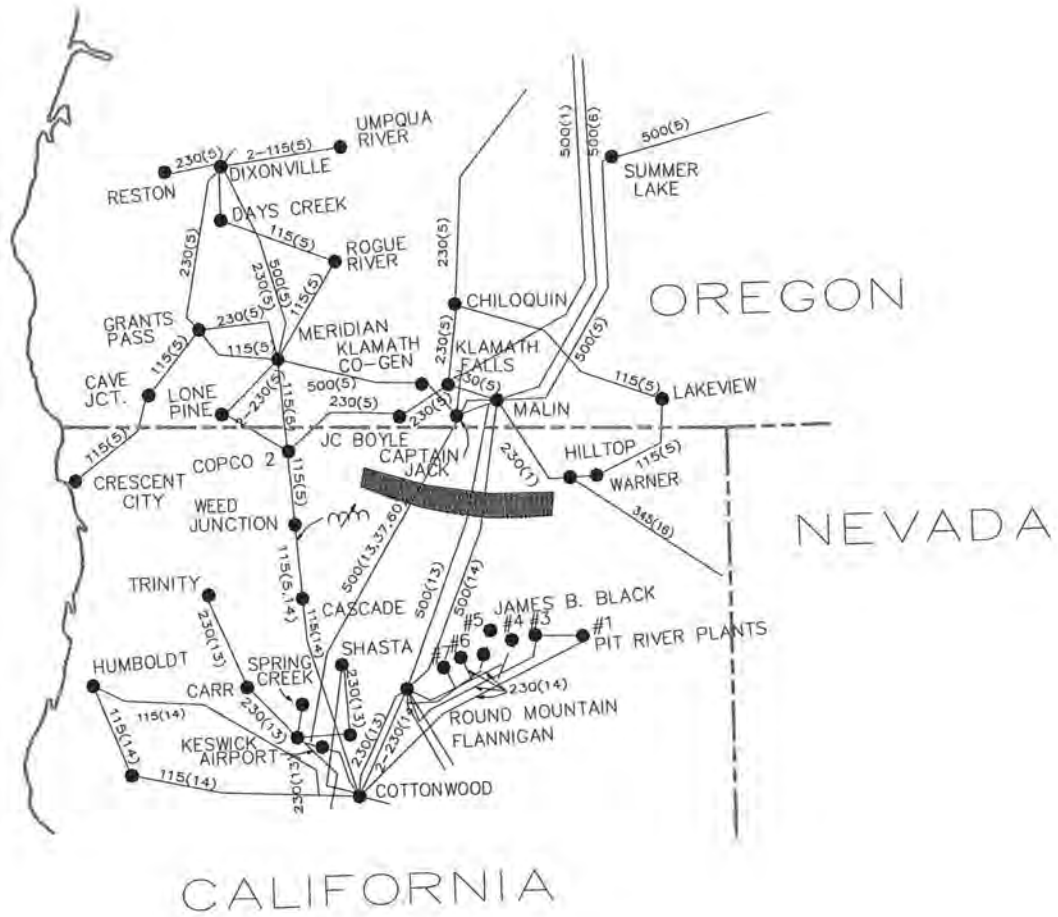 UMPQUA
RIVER
230(5)
2-115(5)
500(1)
500(6)
500(5)
SUMMER
LAKE
DIXONVILLE
RESTON
DAYS CREEK
115(5)
ROGUE
RIVER
230(5)
500(5)
230(5)
115(5)
230(5)
CHILOQUIN
OREGON
GRANTS
PASS
230(5)
115(5)
MERIDIAN
KLAMATH
CO-GEN
230(5)
KLAMATH
FALLS
500(5)
115(5)
CAVE
JCT.
LONE
PINE
2-230(5)
500(5)
230(5)
115(5)
LAKEVIEW
MALIN
115(5)
230(5)
230(5)
JC BOYLE
CAPTAIN
JACK
115(5)
CRESCENT
CITY
COPCO 2
115(5)
230(1)
HILLTOP
115(5)
WARNER
345(16)
NEVADA
WEED
JUNCTION
500(13,37,60)
115(5,14)
500(13)
500(14)
TRINITY
CASCADE
JAMES B. BLACK
#5
#4
#3
#1
PIT RIVER PLANTS
#6
#7
230(13)
115(14)
SHASTA
HUMBOLDT
SPRING
CREEK
CARR
230(13)
230(14)
115(14)
115(14)
230(13)
KESWICK
AIRPORT
230(13)
230(13)
ROUND MOUNTAIN
FLANNIGAN
115(14)
COTTONWOOD
CALIFORNIA